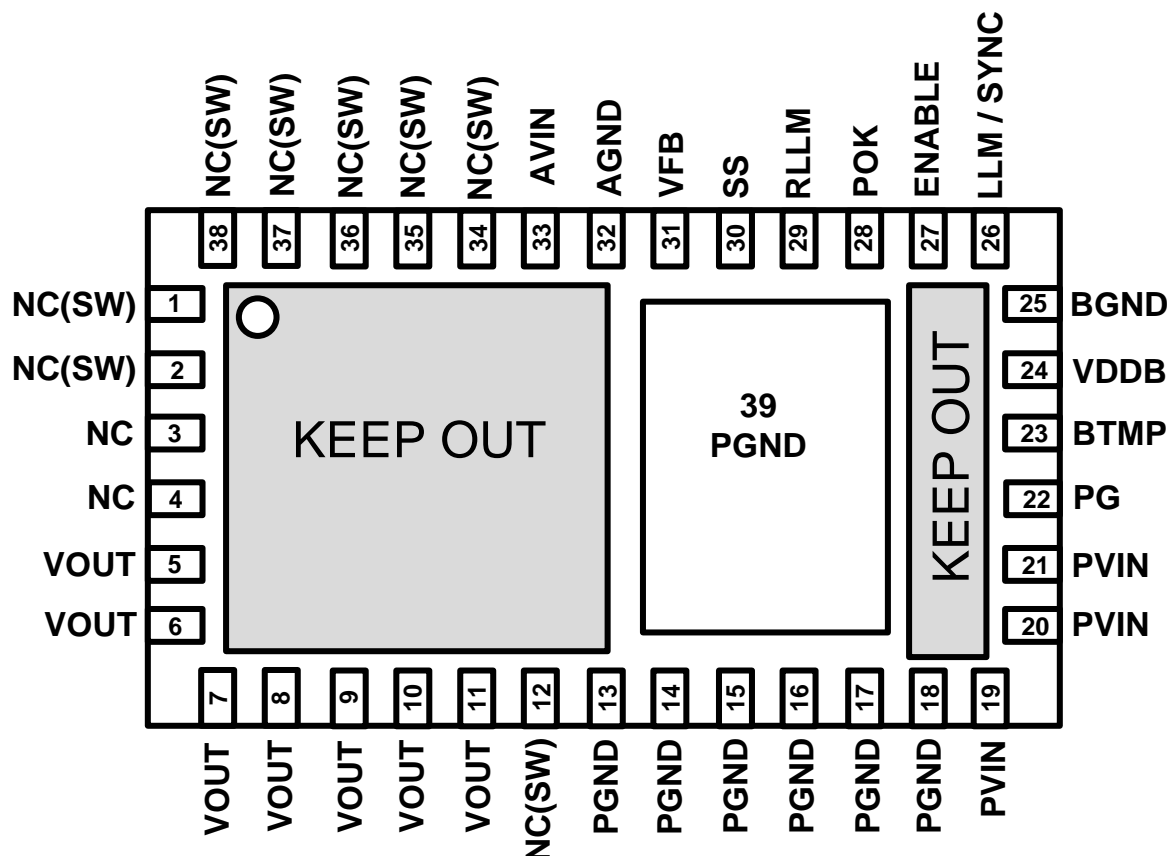 NC(SW)
NC(SW)
NC(SW)
NC(SW)
NC(SW)
AVIN
AGND
VFB
SS
RLLM
POK
ENABLE
LLM / SYNC
38
37
36
35
34
33
32
31
30
29
28
27
26
NC(SW)
1
NC(SW)
2
NC
3
NC
4
VOUT
5
VOUT
6
KEEP OUT
39
PGND
KEEP OUT
25
BGND
24
VDDB
23
BTMP
22
PG
21
PVIN
20
PVIN
7
8
9
10
11
12
13
14
15
16
17
18
19
VOUT
VOUT
VOUT
VOUT
VOUT
NC(SW)
PGND
PGND
PGND
PGND
PGND
PGND
PVIN